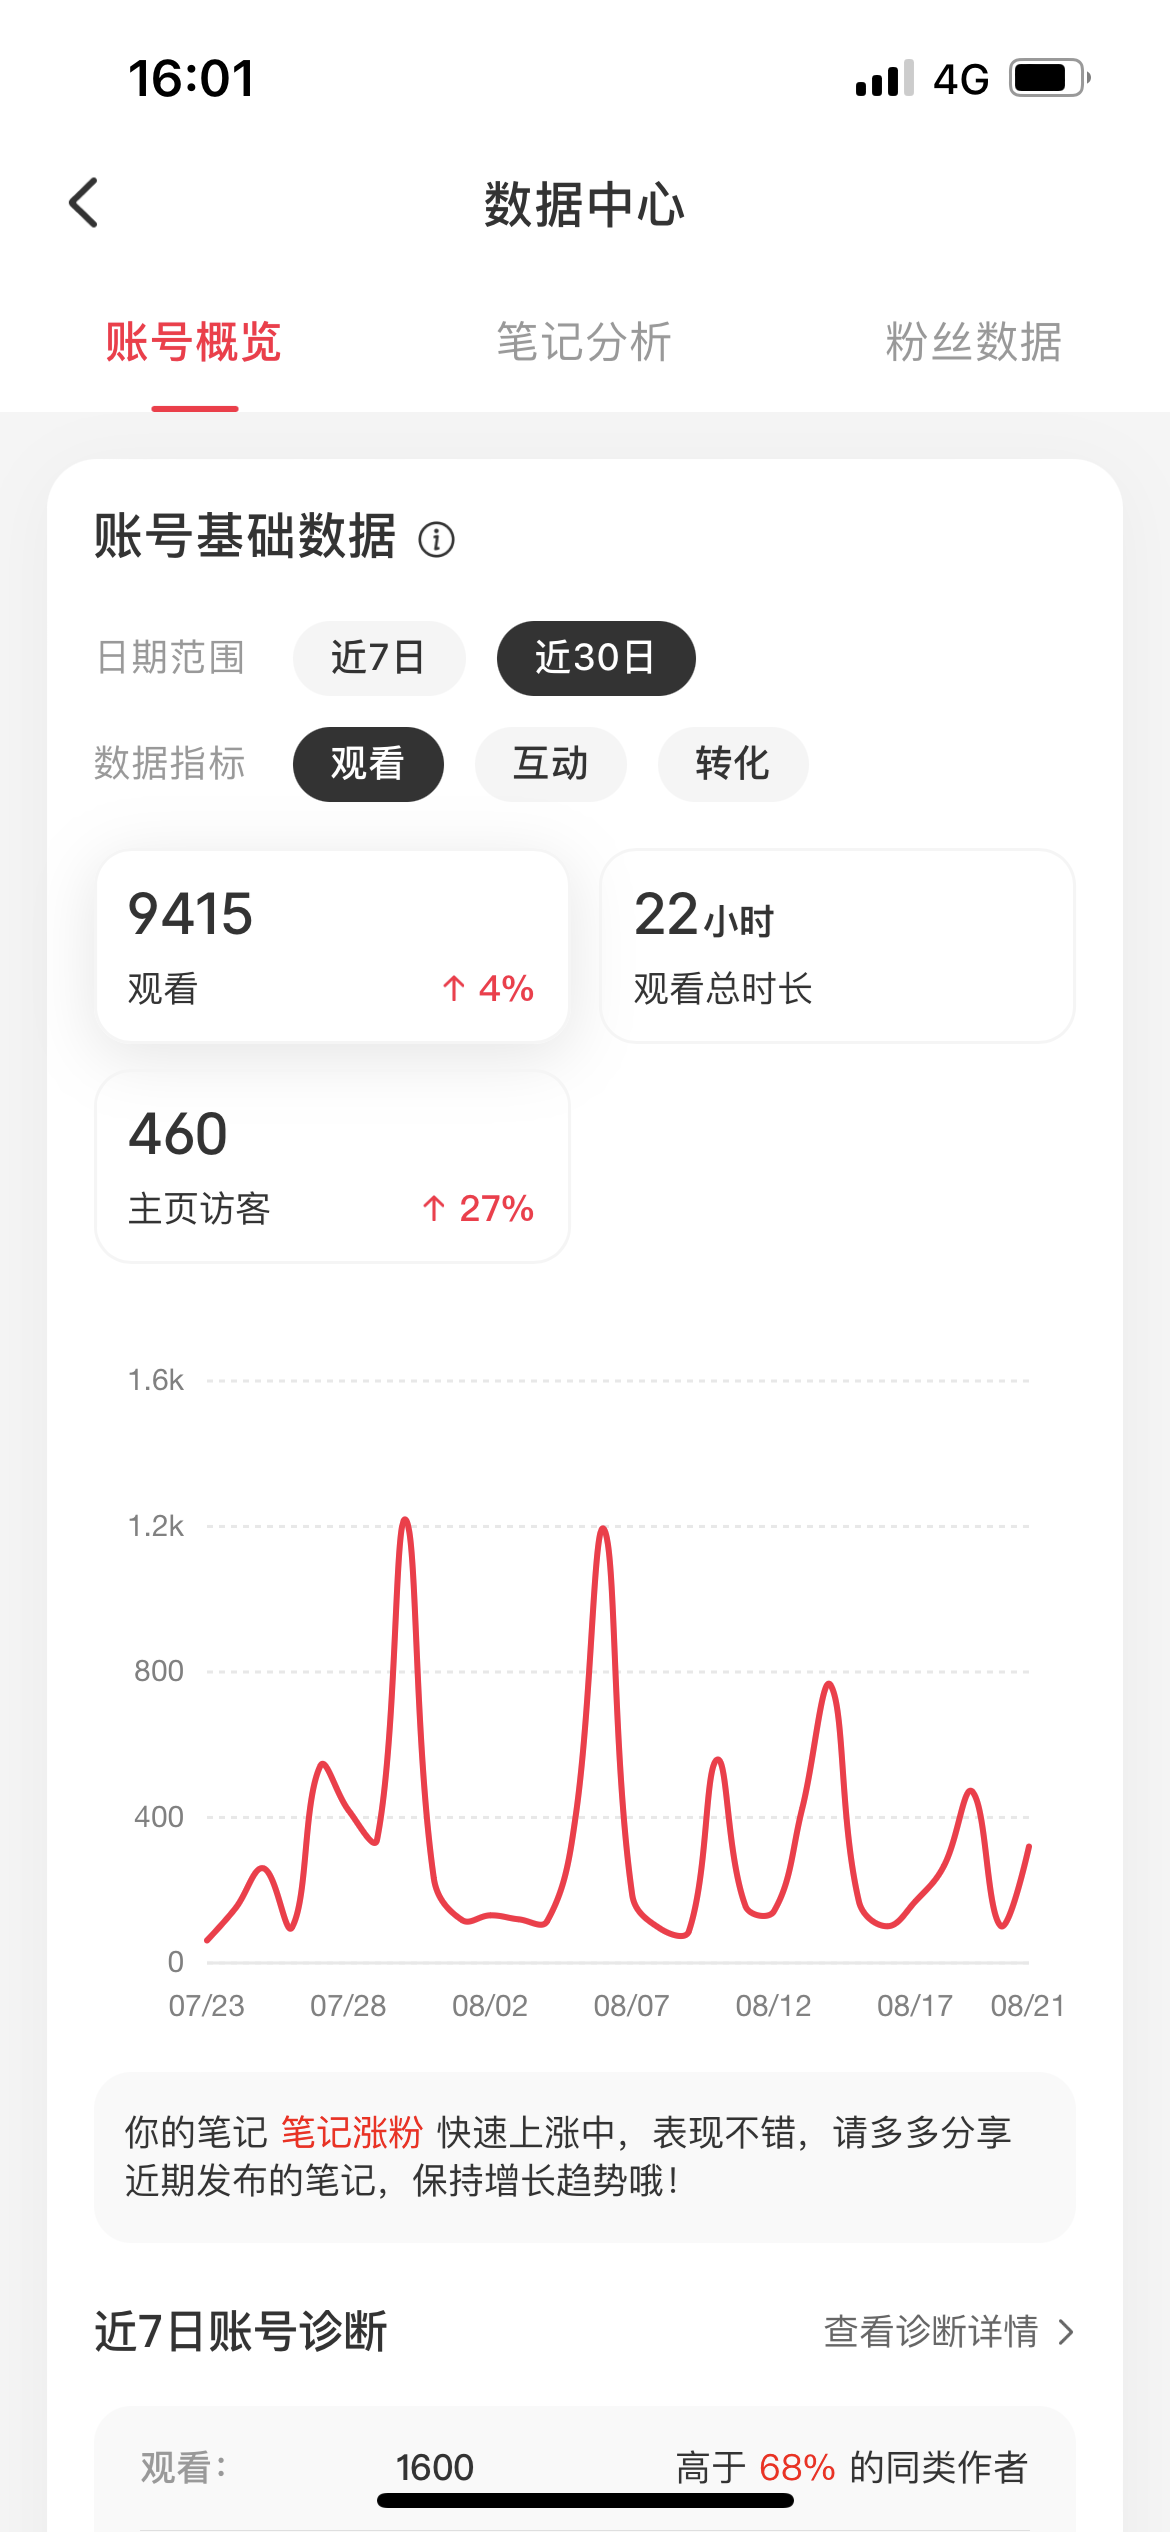 16:01
4G
数据中心
账号概览 笔记分析 粉丝数据
账号基础数据
日期范围 近7日 近30日
数据指标 观看 互动 转化
9415
观看 ↑ 4%
22小时
观看总时长
460
主页访客 ↑ 27%
1.6k
1.2k
800
400
0
07/23 07/28 08/02 08/07 08/12 08/17 08/21
你的笔记 笔记涨粉 快速上涨中，表现不错，请多多分享
近期发布的笔记，保持增长趋势哦！
近7日账号诊断 查看诊断详情
观看： 1600 高于 68% 的同类作者